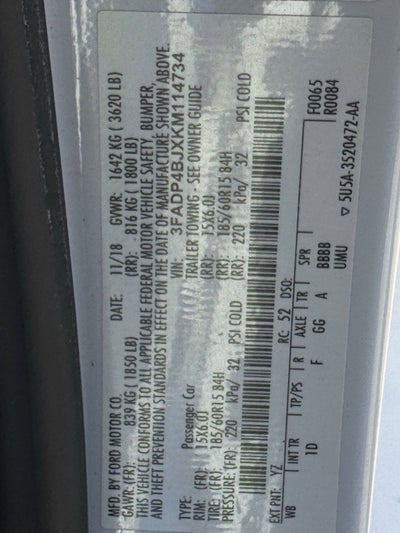 MFD BY FORD MOTOR CO. DATE: 11/18 GVWR: 1642 KG ( 3620 LB)
GAWR: (FR): 839 KG (1850 LB) (RR): 816 KG (1800 LB)
THIS VEHICLE CONFORMS TO ALL APPLICABLE FEDERAL MOTOR VEHICLE SAFETY, BUMPER,
AND THEFT PREVENTION STANDARDS IN EFFECT ON THE DATE OF MANUFACTURE SHOWN ABOVE.
VIN: 3FADP4BJXKM114734
TYPE: Passenger Car TRAILER TOWING - SEE OWNER GUIDE
RIM: (FR): 15X6.0J (RR): 15X6.0J
TIRE: (FR): 185/60R15 84H (RR): 185/60R15 84H
PRESSURE:(FR): 220 kPa/ 32 PSI COLD (RR): 220 kPa/ 32 PSI COLD
EXT PNT: YZ RC: 52 DSO: F0065
WB INT TR TP/PS R AXLE TR SPR R0084
1D F GG A BBBB
UMU
▽ 5U5A-3520472-AA